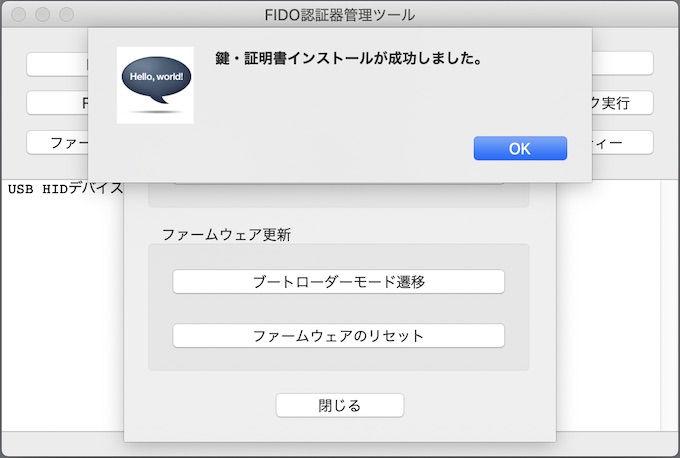 FIDO認証器管理ツール
鍵・証明書インストールが成功しました。
Hello, world!
OK
ク実行
ファー
ィー
USB HIDデバイス
ファームウェア更新
ブートローダーモード遷移
ファームウェアのリセット
閉じる